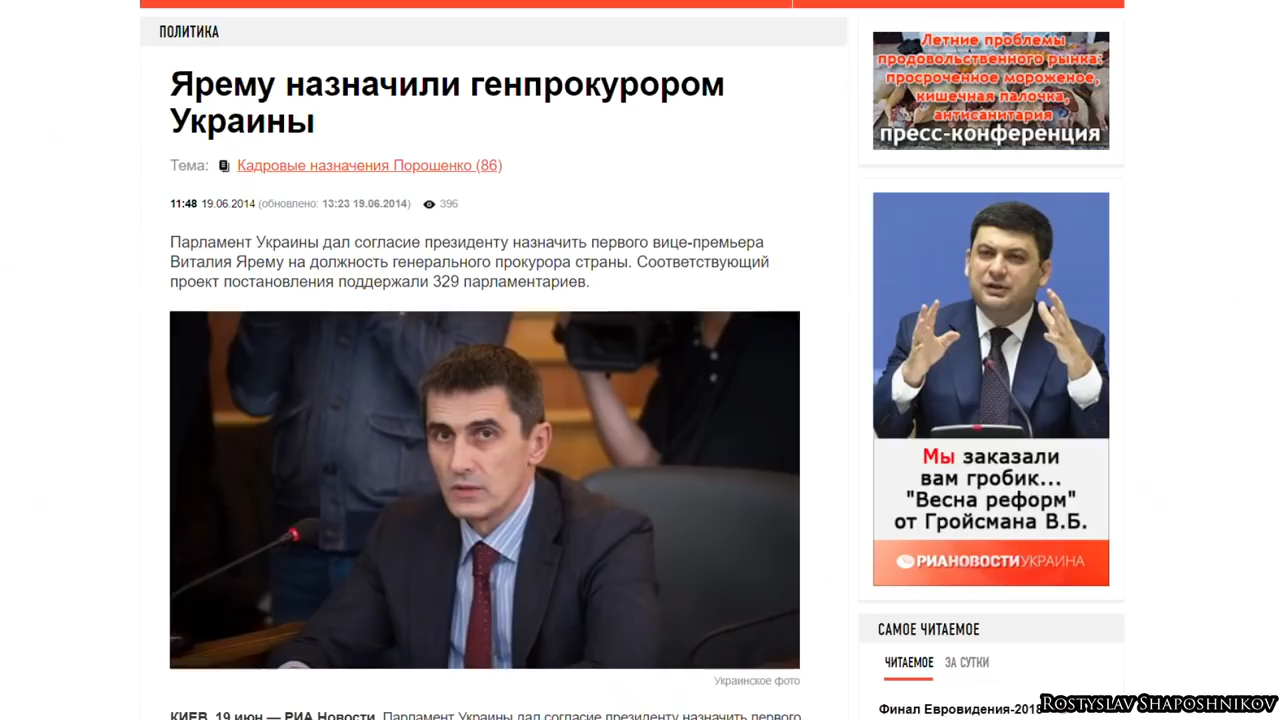 ПОЛИТИКА
Ярему назначили генпрокурором
Украины
Тема: Кадровые назначения Порошенко (86)
11:48 19.06.2014 (обновлено: 13:23 19.06.2014) 396
Парламент Украины дал согласие президенту назначить первого вице-премьера
Виталия Ярему на должность генерального прокурора страны. Соответствующий
проект постановления поддержали 329 парламентариев.
Украинское фото
КИЕВ, 19 июн — РИА Новости. Парламент Украины дал согласие президенту назначить первого
Летние проблемы
продовольственного рынка:
просроченное мороженое,
кишечная палочка,
антисанитария
пресс-конференция
Мы заказали
вам гробик...
"Весна реформ"
от Гройсмана В.Б.
РИАНОВОСТИ УКРАИНА
САМОЕ ЧИТАЕМОЕ
ЧИТАЕМОЕ ЗА СУТКИ
Финал Евровидения-2018
Rostyslav Shaposhnikov